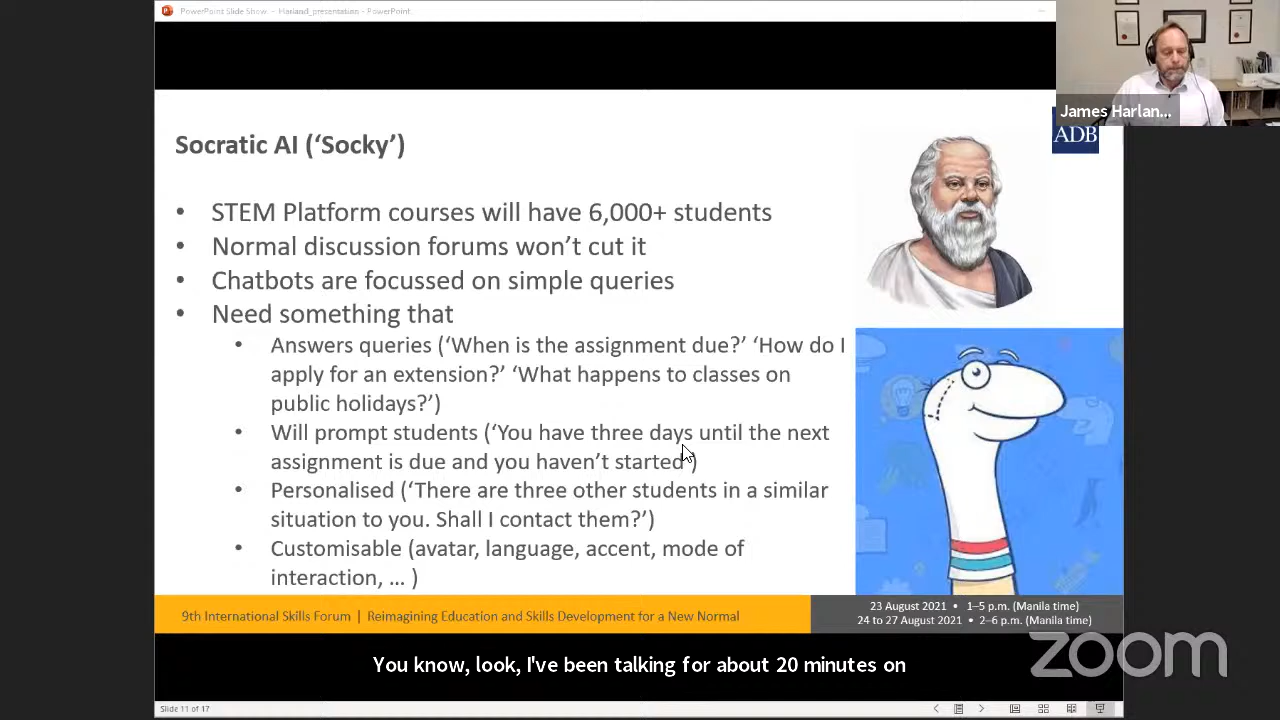 PowerPoint Slide Show - Harland_presentation - PowerPoint
James Harlan...
ADB
Socratic AI (‘Socky’)
• STEM Platform courses will have 6,000+ students
• Normal discussion forums won’t cut it
• Chatbots are focussed on simple queries
• Need something that
• Answers queries (‘When is the assignment due?’ ‘How do I
apply for an extension?’ ‘What happens to classes on
public holidays?’)
• Will prompt students (‘You have three days until the next
assignment is due and you haven’t started’)
• Personalised (‘There are three other students in a similar
situation to you. Shall I contact them?’)
• Customisable (avatar, language, accent, mode of
interaction, … )
9th International Skills Forum | Reimagining Education and Skills Development for a New Normal
23 August 2021 • 1–5 p.m. (Manila time)
24 to 27 August 2021 • 2–6 p.m. (Manila time)
You know, look, I've been talking for about 20 minutes on
zoom
Slide 11 of 17